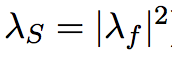 λ_S = |λ_f|²